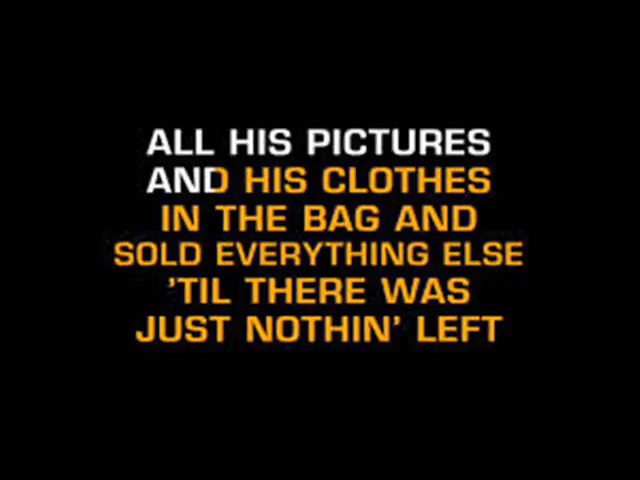 ALL HIS PICTURES
AND HIS CLOTHES
IN THE BAG AND
SOLD EVERYTHING ELSE
'TIL THERE WAS
JUST NOTHIN' LEFT